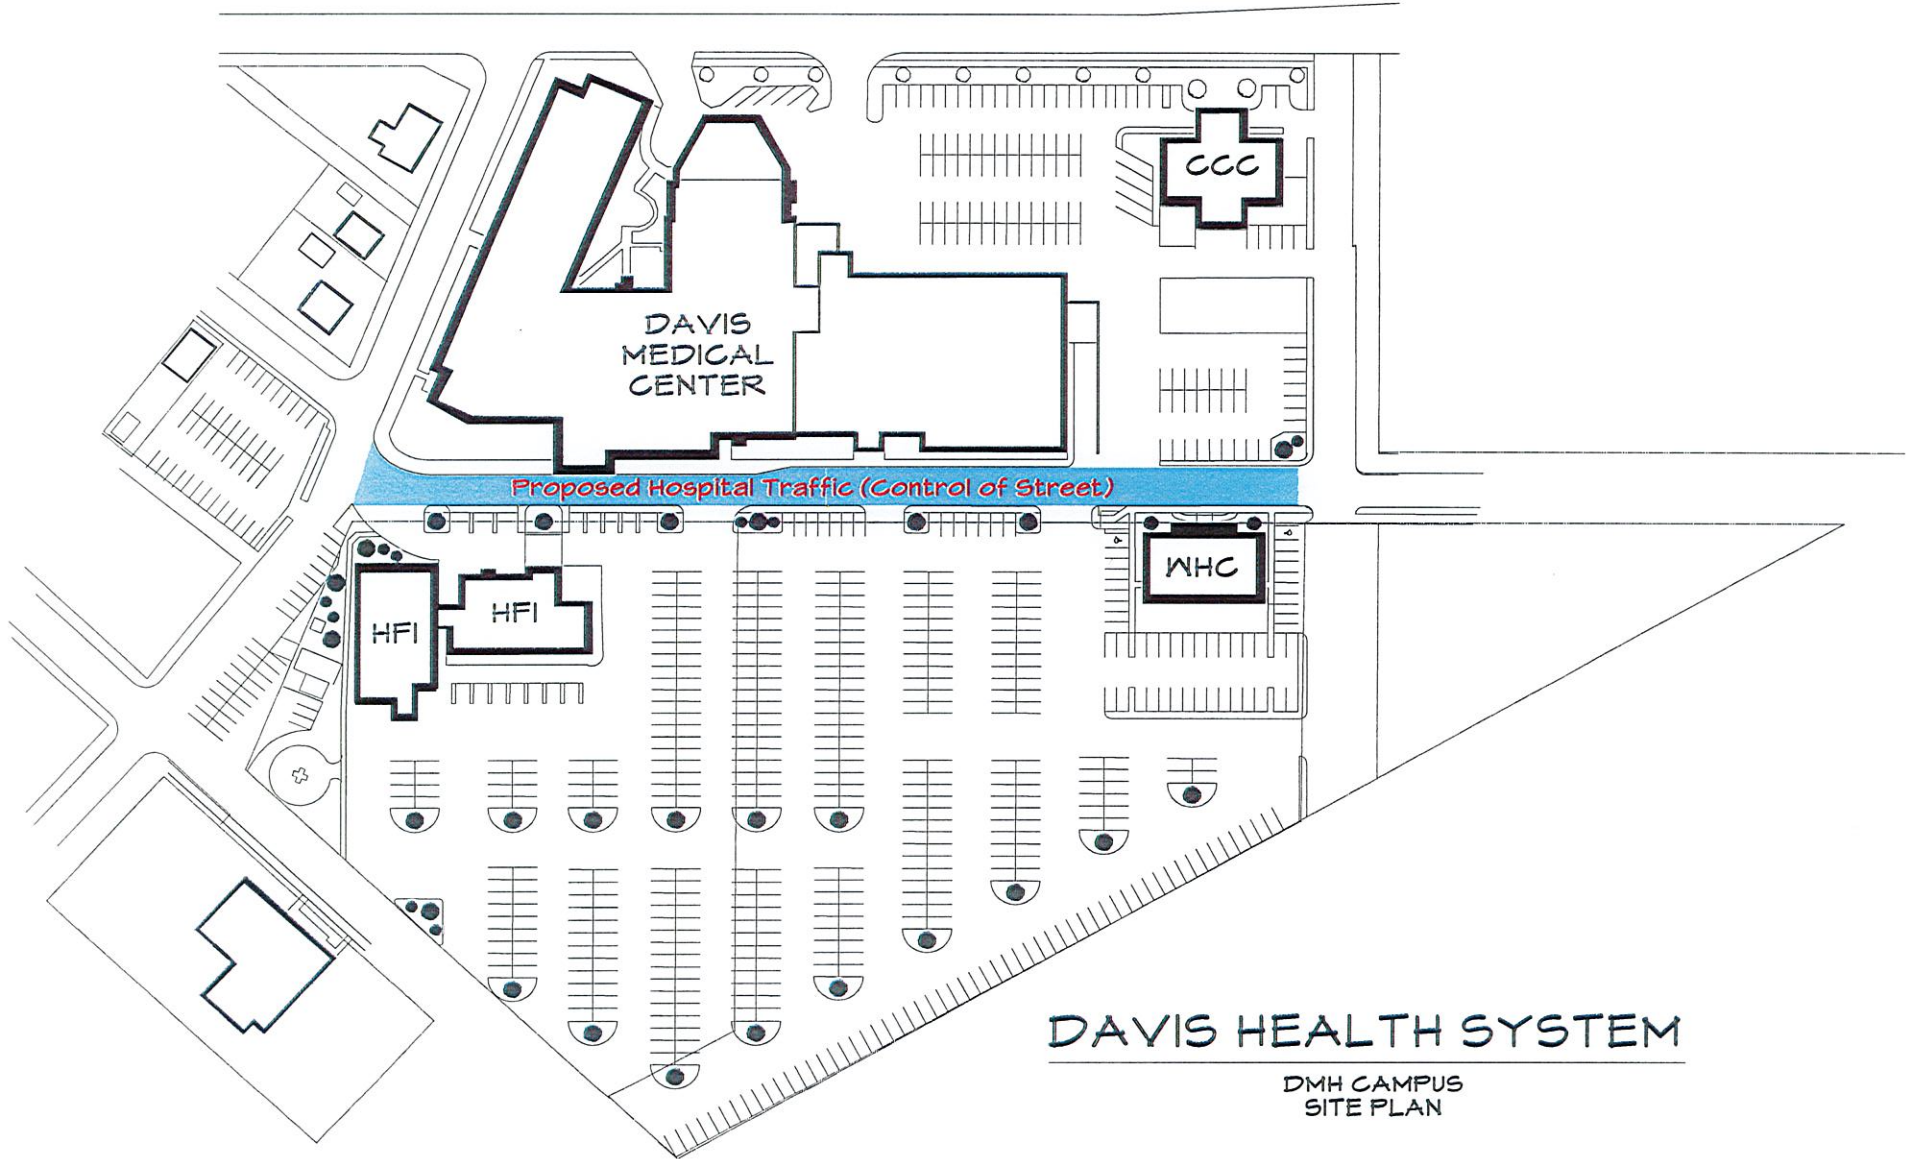 CCC
DAVIS
MEDICAL
CENTER
Proposed Hospital Traffic (Control of Street)
WHC
HFI
HFI
DAVIS HEALTH SYSTEM
DMH CAMPUS
SITE PLAN